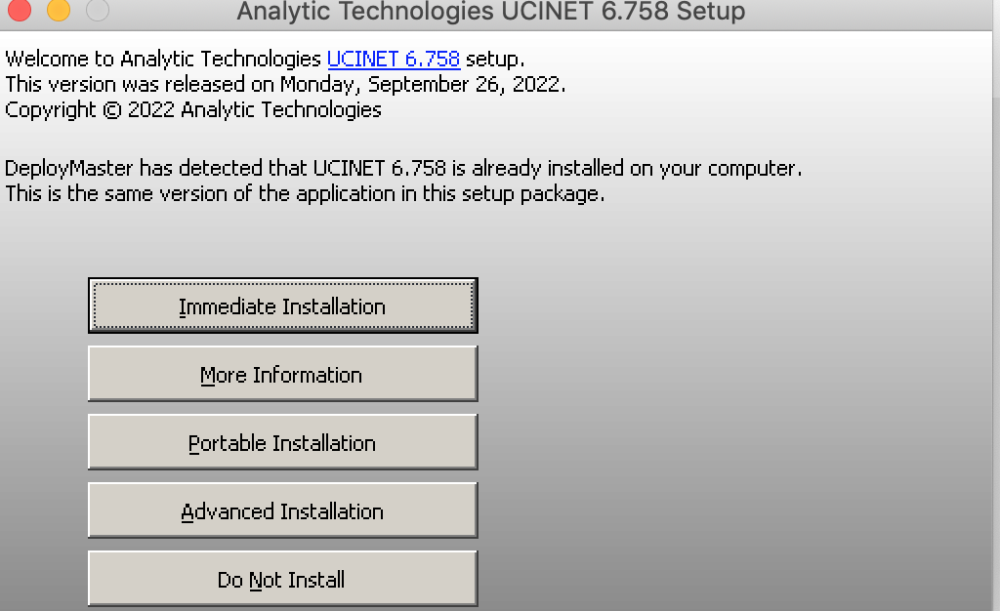 Analytic Technologies UCINET 6.758 Setup
Welcome to Analytic Technologies UCINET 6.758 setup.
This version was released on Monday, September 26, 2022.
Copyright © 2022 Analytic Technologies
DeployMaster has detected that UCINET 6.758 is already installed on your computer.
This is the same version of the application in this setup package.
Immediate Installation
More Information
Portable Installation
Advanced Installation
Do Not Install